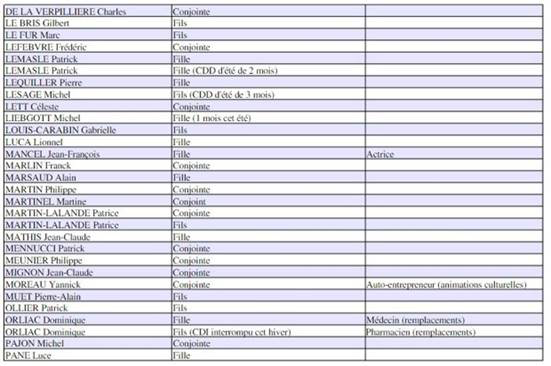 DE LA VERPILLIERE Charles Conjointe
LE BRIS Gilbert Fils
LE FUR Marc Fils
LEFEBVRE Frédéric Conjointe
LEMASLE Patrick Fille
LEMASLE Patrick Fille (CDD d'été de 2 mois)
LEQUILLER Pierre Fille
LESAGE Michel Fils (CDD d'été de 3 mois)
LETT Céleste Conjointe
LIEBGOTT Michel Fille (1 mois cet été)
LOUIS-CARABIN Gabrielle Fils
LUCA Lionnel Fille
MANCEL Jean-François Fille Actrice
MARLIN Franck Conjointe
MARSAUD Alain Fille
MARTIN Philippe Conjointe
MARTINEL Martine Conjoint
MARTIN-LALANDE Patrice Conjointe
MARTIN-LALANDE Patrice Fils
MATHIS Jean-Claude Fille
MENNUCCI Patrick Conjointe
MEUNIER Philippe Conjointe
MIGNON Jean-Claude Conjointe
MOREAU Yannick Conjointe Auto-entrepreneur (animations culturelles)
MUET Pierre-Alain Fils
OLLIER Patrick Fils
ORLIAC Dominique Fille Médecin (remplacements)
ORLIAC Dominique Fils (CDI interrompu cet hiver) Pharmacien (remplacements)
PAJON Michel Conjointe
PANE Luce Fille